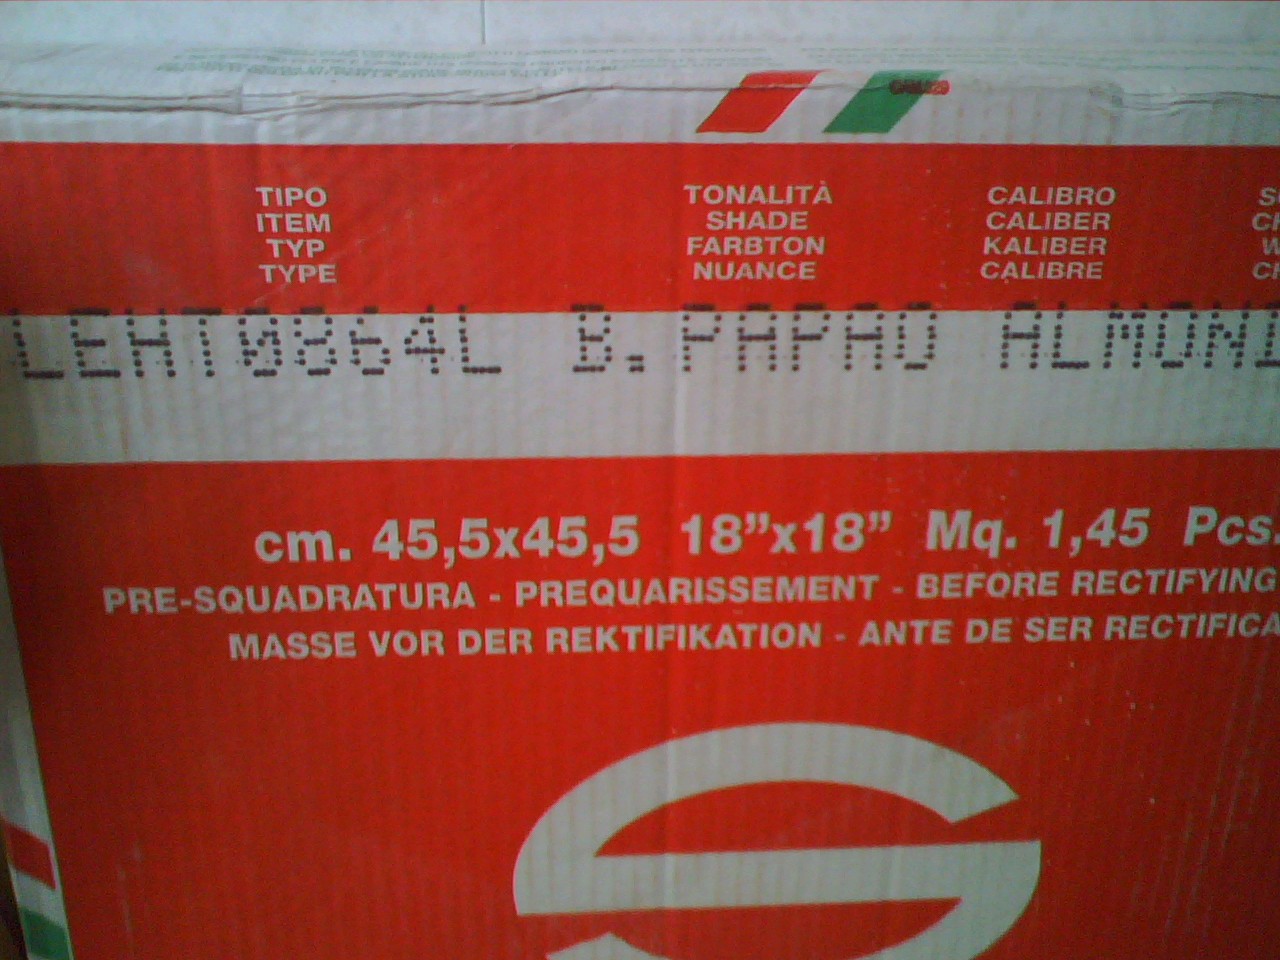 TIPO
ITEM
TYP
TYPE
TONALITÀ
SHADE
FARBTON
NUANCE
CALIBRO
CALIBER
KALIBER
CALIBRE
LEHT0864L B. PAPAO ALMOND
cm. 45,5x45,5 18”x18” Mq. 1,45 Pcs.
PRE-SQUADRATURA - PREQUARISSEMENT - BEFORE RECTIFYING
MASSE VOR DER REKTIFIKATION - ANTE DE SER RECTIFICA